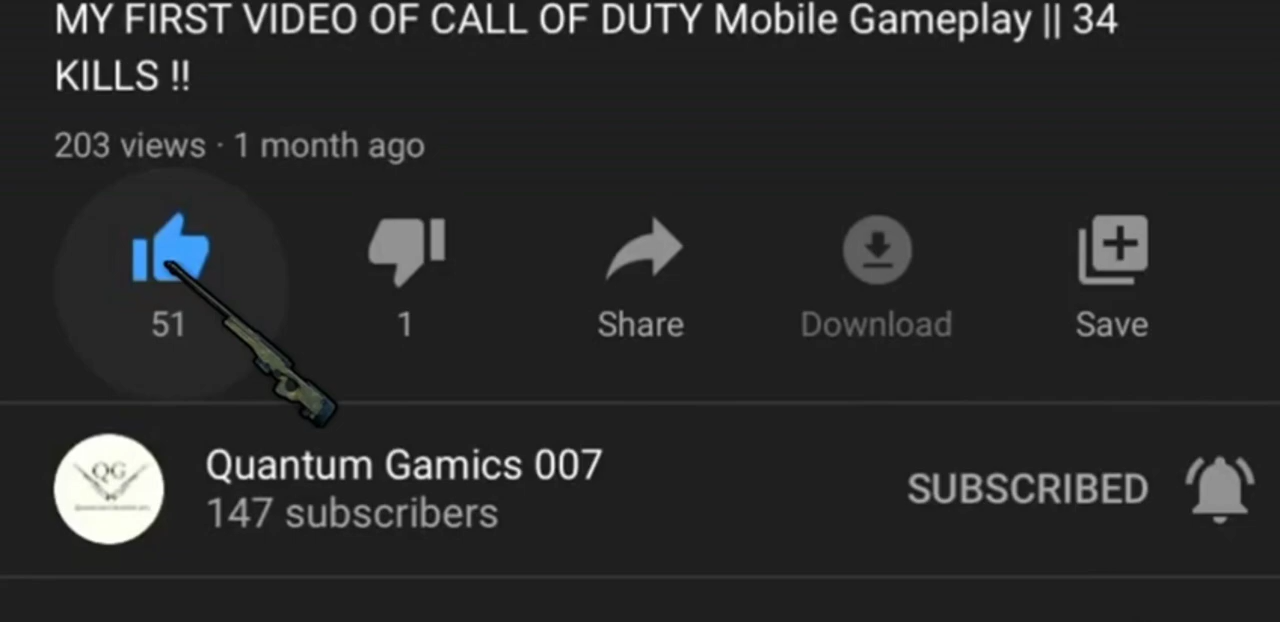 MY FIRST VIDEO OF CALL OF DUTY Mobile Gameplay || 34
KILLS !!
203 views · 1 month ago
51
1
Share
Download
Save
QG
Quantum Gamics 007
147 subscribers
SUBSCRIBED